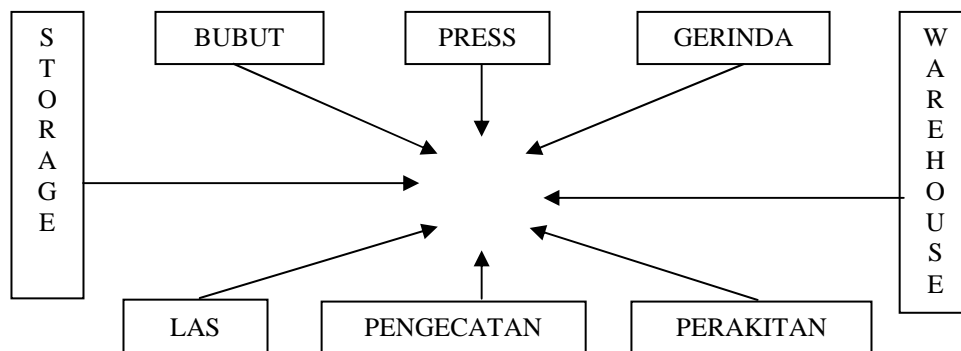 STORAGE
BUBUT
PRESS
GERINDA
WAREHOUSE
LAS
PENGECATAN
PERAKITAN